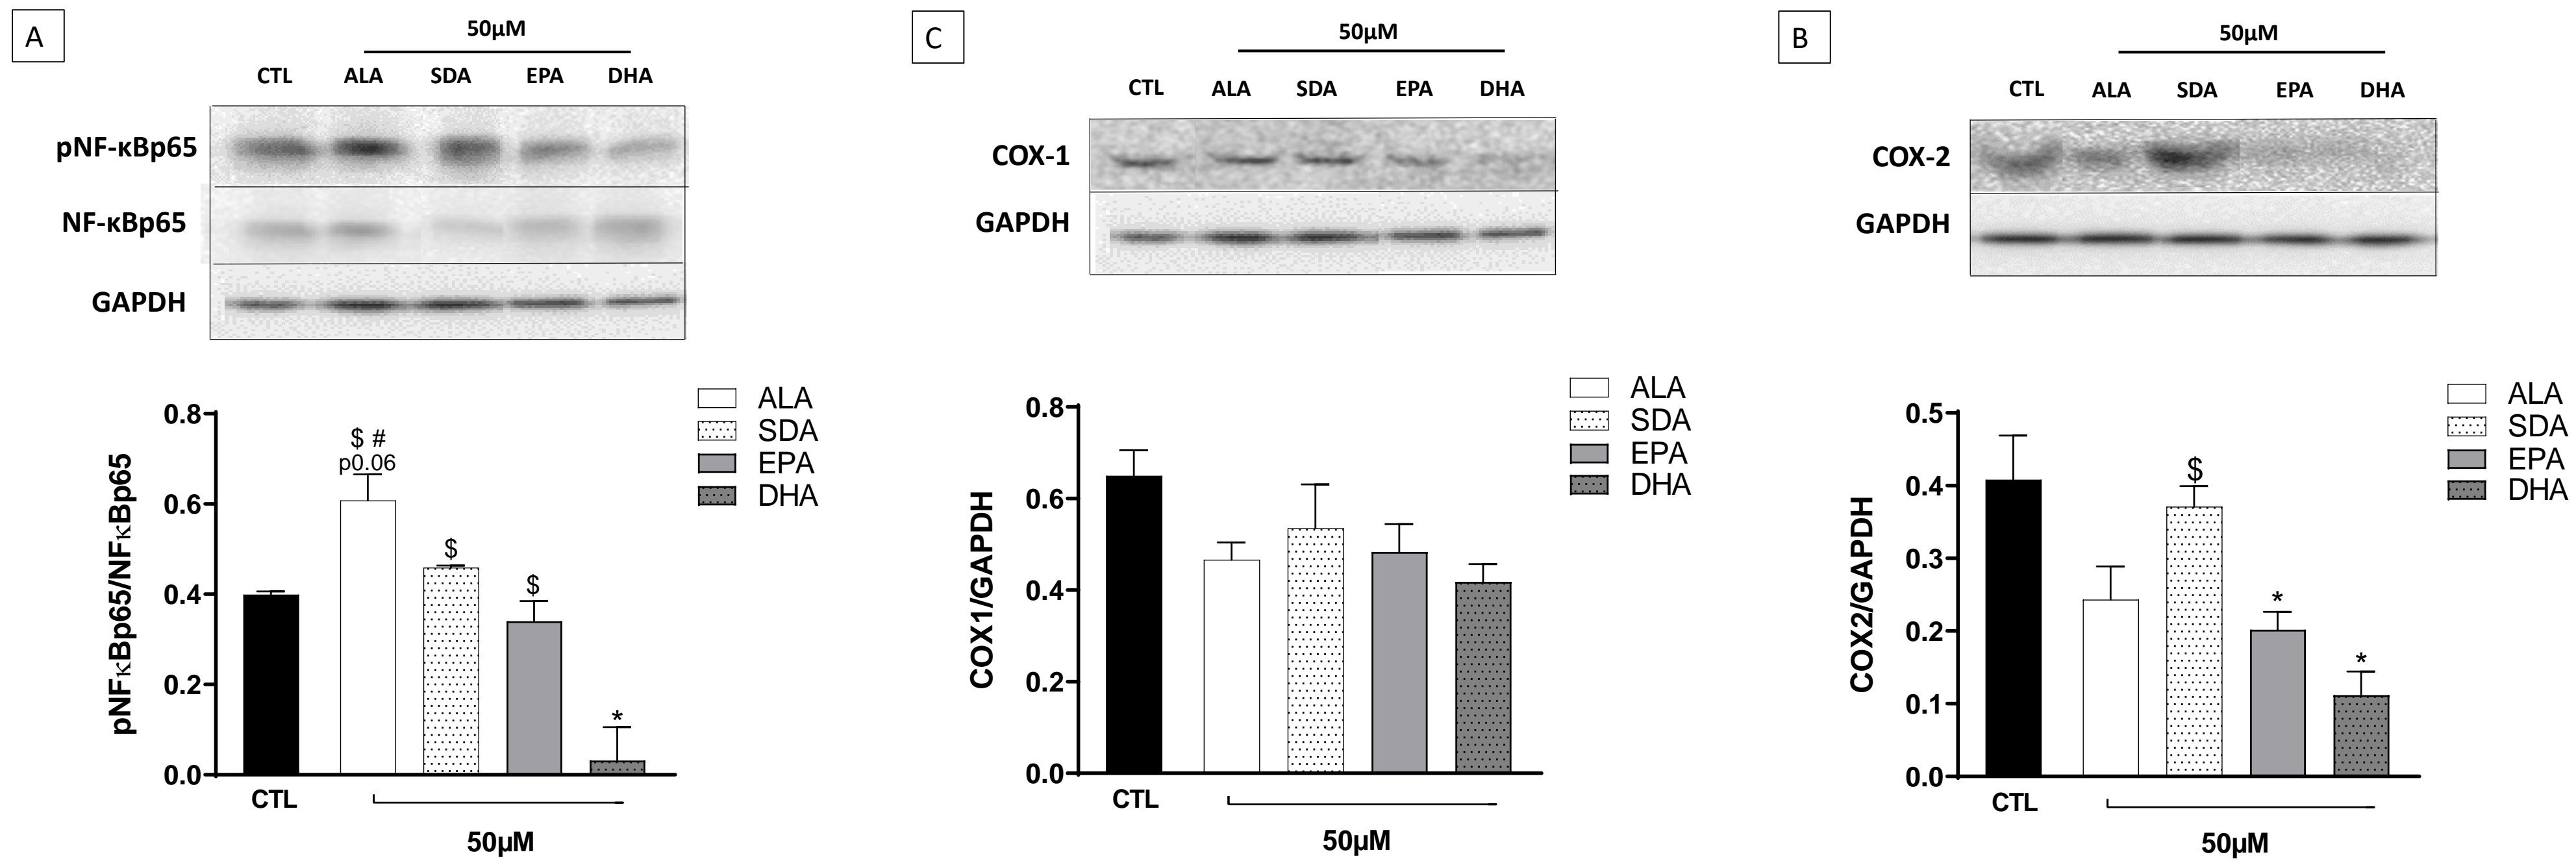 A
50µM
CTL ALA SDA EPA DHA
pNF-κBp65
NF-κBp65
GAPDH
0.8
0.6
0.4
0.2
0.0
pNFκBp65/NFκBp65
$ #
p0.06
$
$
*
CTL
50µM
ALA
SDA
EPA
DHA
C
50µM
CTL ALA SDA EPA DHA
COX-1
GAPDH
0.8
0.6
0.4
0.2
0.0
COX1/GAPDH
CTL
50µM
ALA
SDA
EPA
DHA
B
50µM
CTL ALA SDA EPA DHA
COX-2
GAPDH
0.5
0.4
0.3
0.2
0.1
0.0
COX2/GAPDH
$
*
*
CTL
50µM
ALA
SDA
EPA
DHA